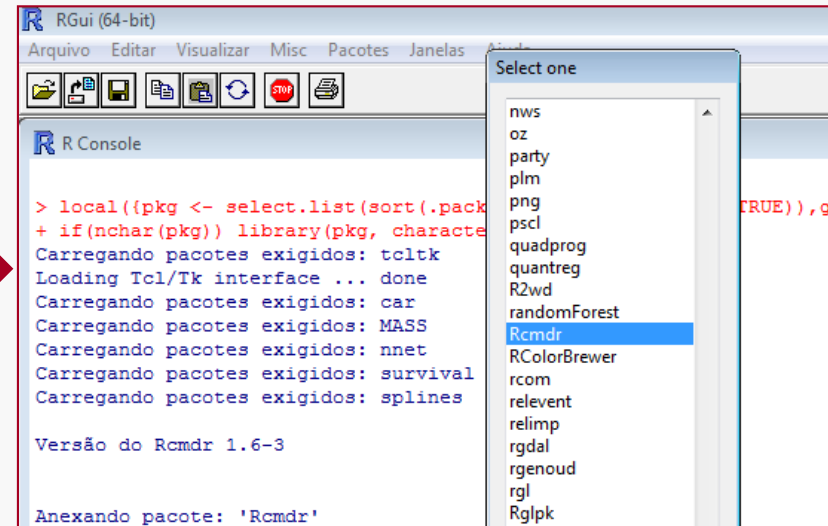 RGui (64-bit)
Arquivo Editar Visualizar Misc Pacotes Janelas
STOP
R Console
> local({pkg <- select.list(sort(.pack
TRUE)),g
+ if(nchar(pkg)) library(pkg, characte
Carregando pacotes exigidos: tcltk
Loading Tcl/Tk interface ... done
Carregando pacotes exigidos: car
Carregando pacotes exigidos: MASS
Carregando pacotes exigidos: nnet
Carregando pacotes exigidos: survival
Carregando pacotes exigidos: splines
Versão do Rcmdr 1.6-3
Anexando pacote: 'Rcmdr'
Select one
nws
oz
party
plm
png
pscl
quadprog
quantreg
R2wd
randomForest
Rcmdr
RColorBrewer
rcom
relevent
relimp
rgdal
rgenoud
rgl
Rglpk